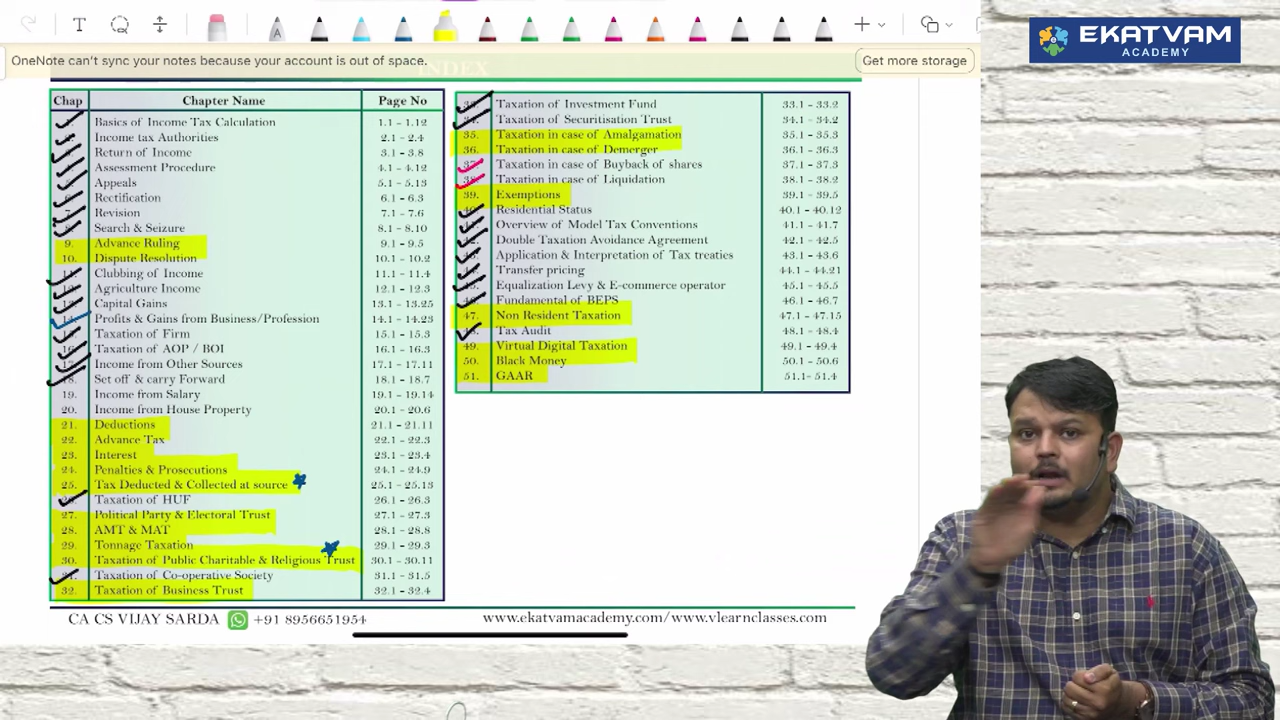 OneNote can't sync your notes because your account is out of space.
Get more storage
INDEX
EKATVAM
ACADEMY
Chap Chapter Name Page No
Basics of Income Tax Calculation 1.1 - 1.12
Income tax Authorities 2.1 - 2.4
Return of Income 3.1 - 3.8
Assessment Procedure 4.1 - 4.12
Appeals 5.1 - 5.13
Rectification 6.1 - 6.3
Revision 7.1 - 7.6
Search & Seizure 8.1 - 8.10
9. Advance Ruling 9.1 - 9.5
10. Dispute Resolution 10.1 - 10.2
Clubbing of Income 11.1 - 11.4
Agriculture Income 12.1 - 12.3
Capital Gains 13.1 - 13.25
Profits & Gains from Business/Profession 14.1 - 14.23
Taxation of Firm 15.1 - 15.3
Taxation of AOP / BOI 16.1 - 16.3
Income from Other Sources 17.1 - 17.11
18. Set off & carry Forward 18.1 - 18.7
19. Income from Salary 19.1 - 19.14
20. Income from House Property 20.1 - 20.6
21. Deductions 21.1 - 21.11
22. Advance Tax 22.1 - 22.3
23. Interest 23.1 - 23.4
24. Penalties & Prosecutions 24.1 - 24.9
25. Tax Deducted & Collected at source 25.1 - 25.13
Taxation of HUF 26.1 - 26.3
27. Political Party & Electoral Trust 27.1 - 27.3
28. AMT & MAT 28.1 - 28.8
29. Tonnage Taxation 29.1 - 29.3
30. Taxation of Public Charitable & Religious Trust 30.1 - 30.11
Taxation of Co-operative Society 31.1 - 31.5
32. Taxation of Business Trust 32.1 - 32.4
Taxation of Investment Fund 33.1 - 33.2
Taxation of Securitisation Trust 34.1 - 34.2
35. Taxation in case of Amalgamation 35.1 - 35.3
36. Taxation in case of Demerger 36.1 - 36.3
Taxation in case of Buyback of shares 37.1 - 37.3
Taxation in case of Liquidation 38.1 - 38.2
39. Exemptions 39.1 - 39.5
Residential Status 40.1 - 40.12
Overview of Model Tax Conventions 41.1 - 41.7
Double Taxation Avoidance Agreement 42.1 - 42.5
Application & Interpretation of Tax treaties 43.1 - 43.6
Transfer pricing 44.1 - 44.21
Equalization Levy & E-commerce operator 45.1 - 45.5
Fundamental of BEPS 46.1 - 46.7
47. Non Resident Taxation 47.1 - 47.15
Tax Audit 48.1 - 48.4
49. Virtual Digital Taxation 49.1 - 49.4
50. Black Money 50.1 - 50.6
51. GAAR 51.1- 51.4
CA CS VIJAY SARDA +91 8956651954
www.ekatvamacademy.com/www.vlearnclasses.com